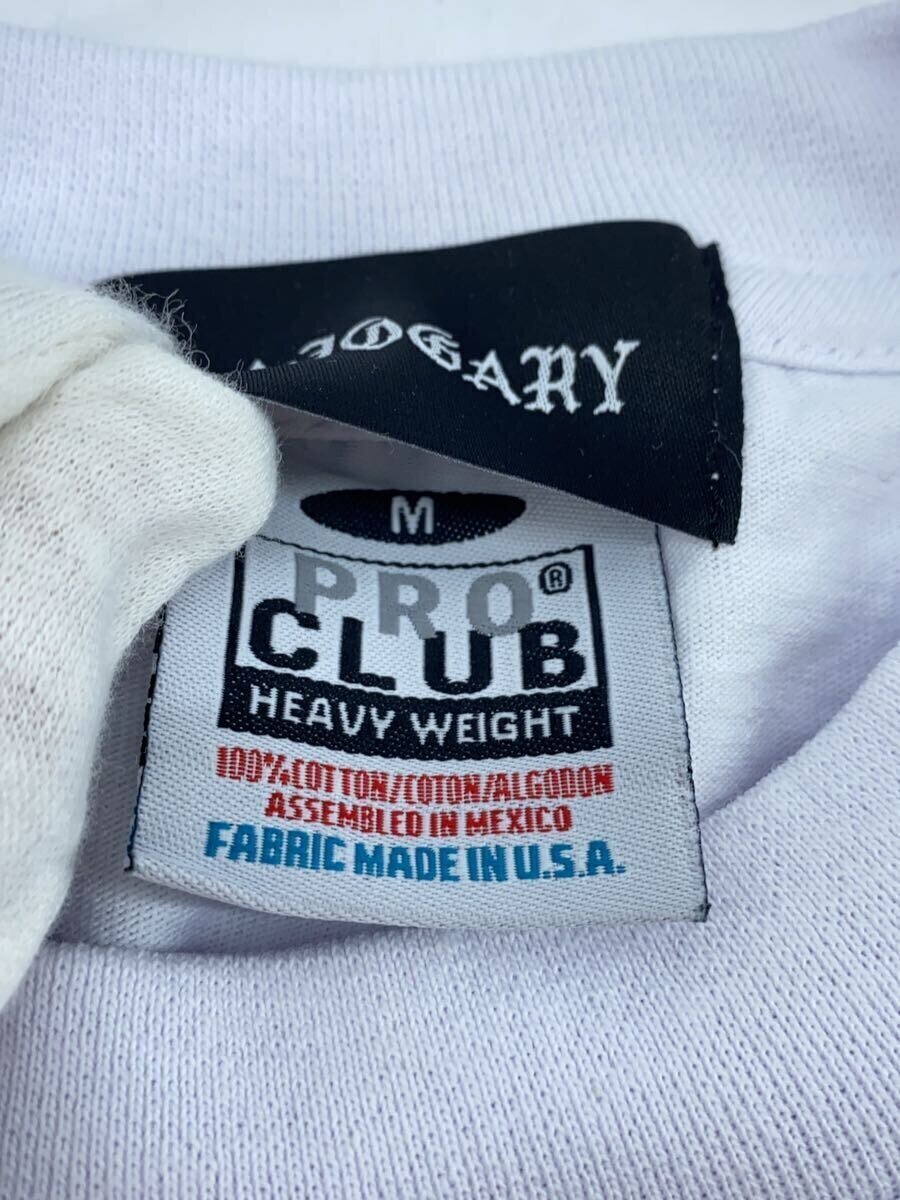 M
PRO®
CLUB
HEAVY WEIGHT
100% COTTON/COTON/ALGODON
ASSEMBLED IN MEXICO
FABRIC MADE IN U.S.A.